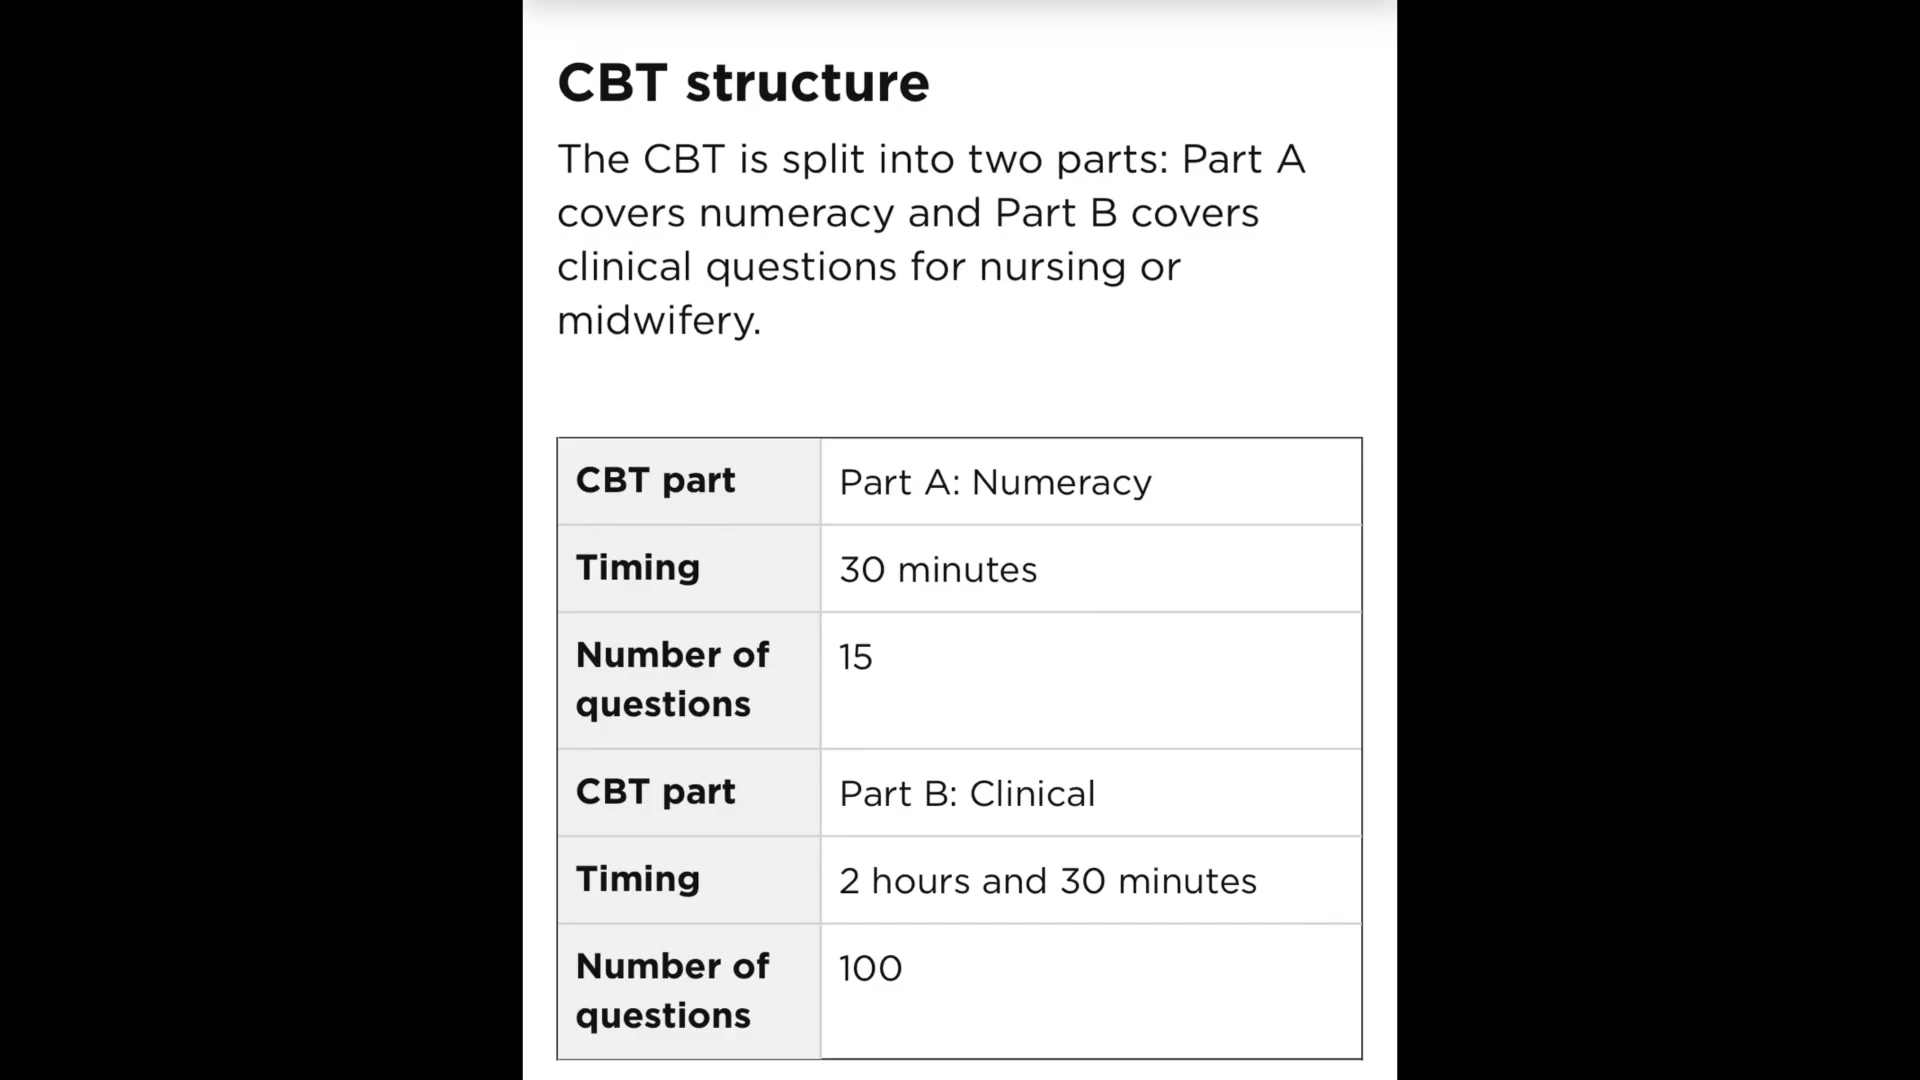 CBT structure
The CBT is split into two parts: Part A
covers numeracy and Part B covers
clinical questions for nursing or
midwifery.
CBT part
Part A: Numeracy
Timing
30 minutes
Number of
questions
15
CBT part
Part B: Clinical
Timing
2 hours and 30 minutes
Number of
questions
100